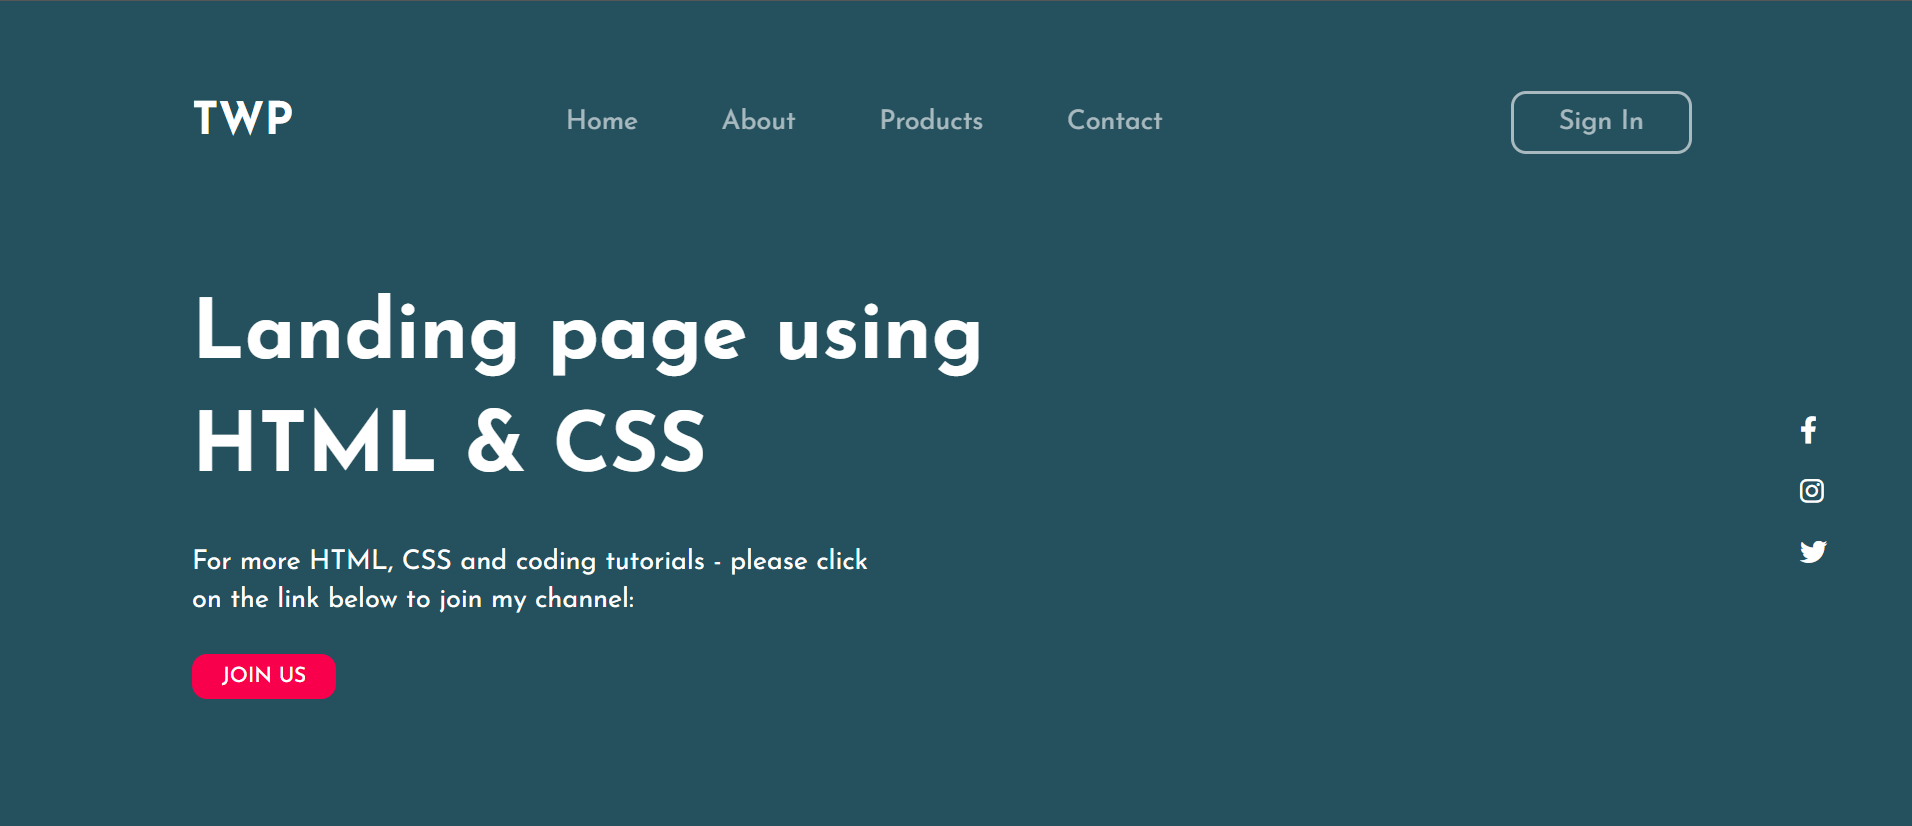 TWP
Home About Products Contact
Sign In
Landing page using
HTML & CSS
For more HTML, CSS and coding tutorials - please click
on the link below to join my channel:
JOIN US